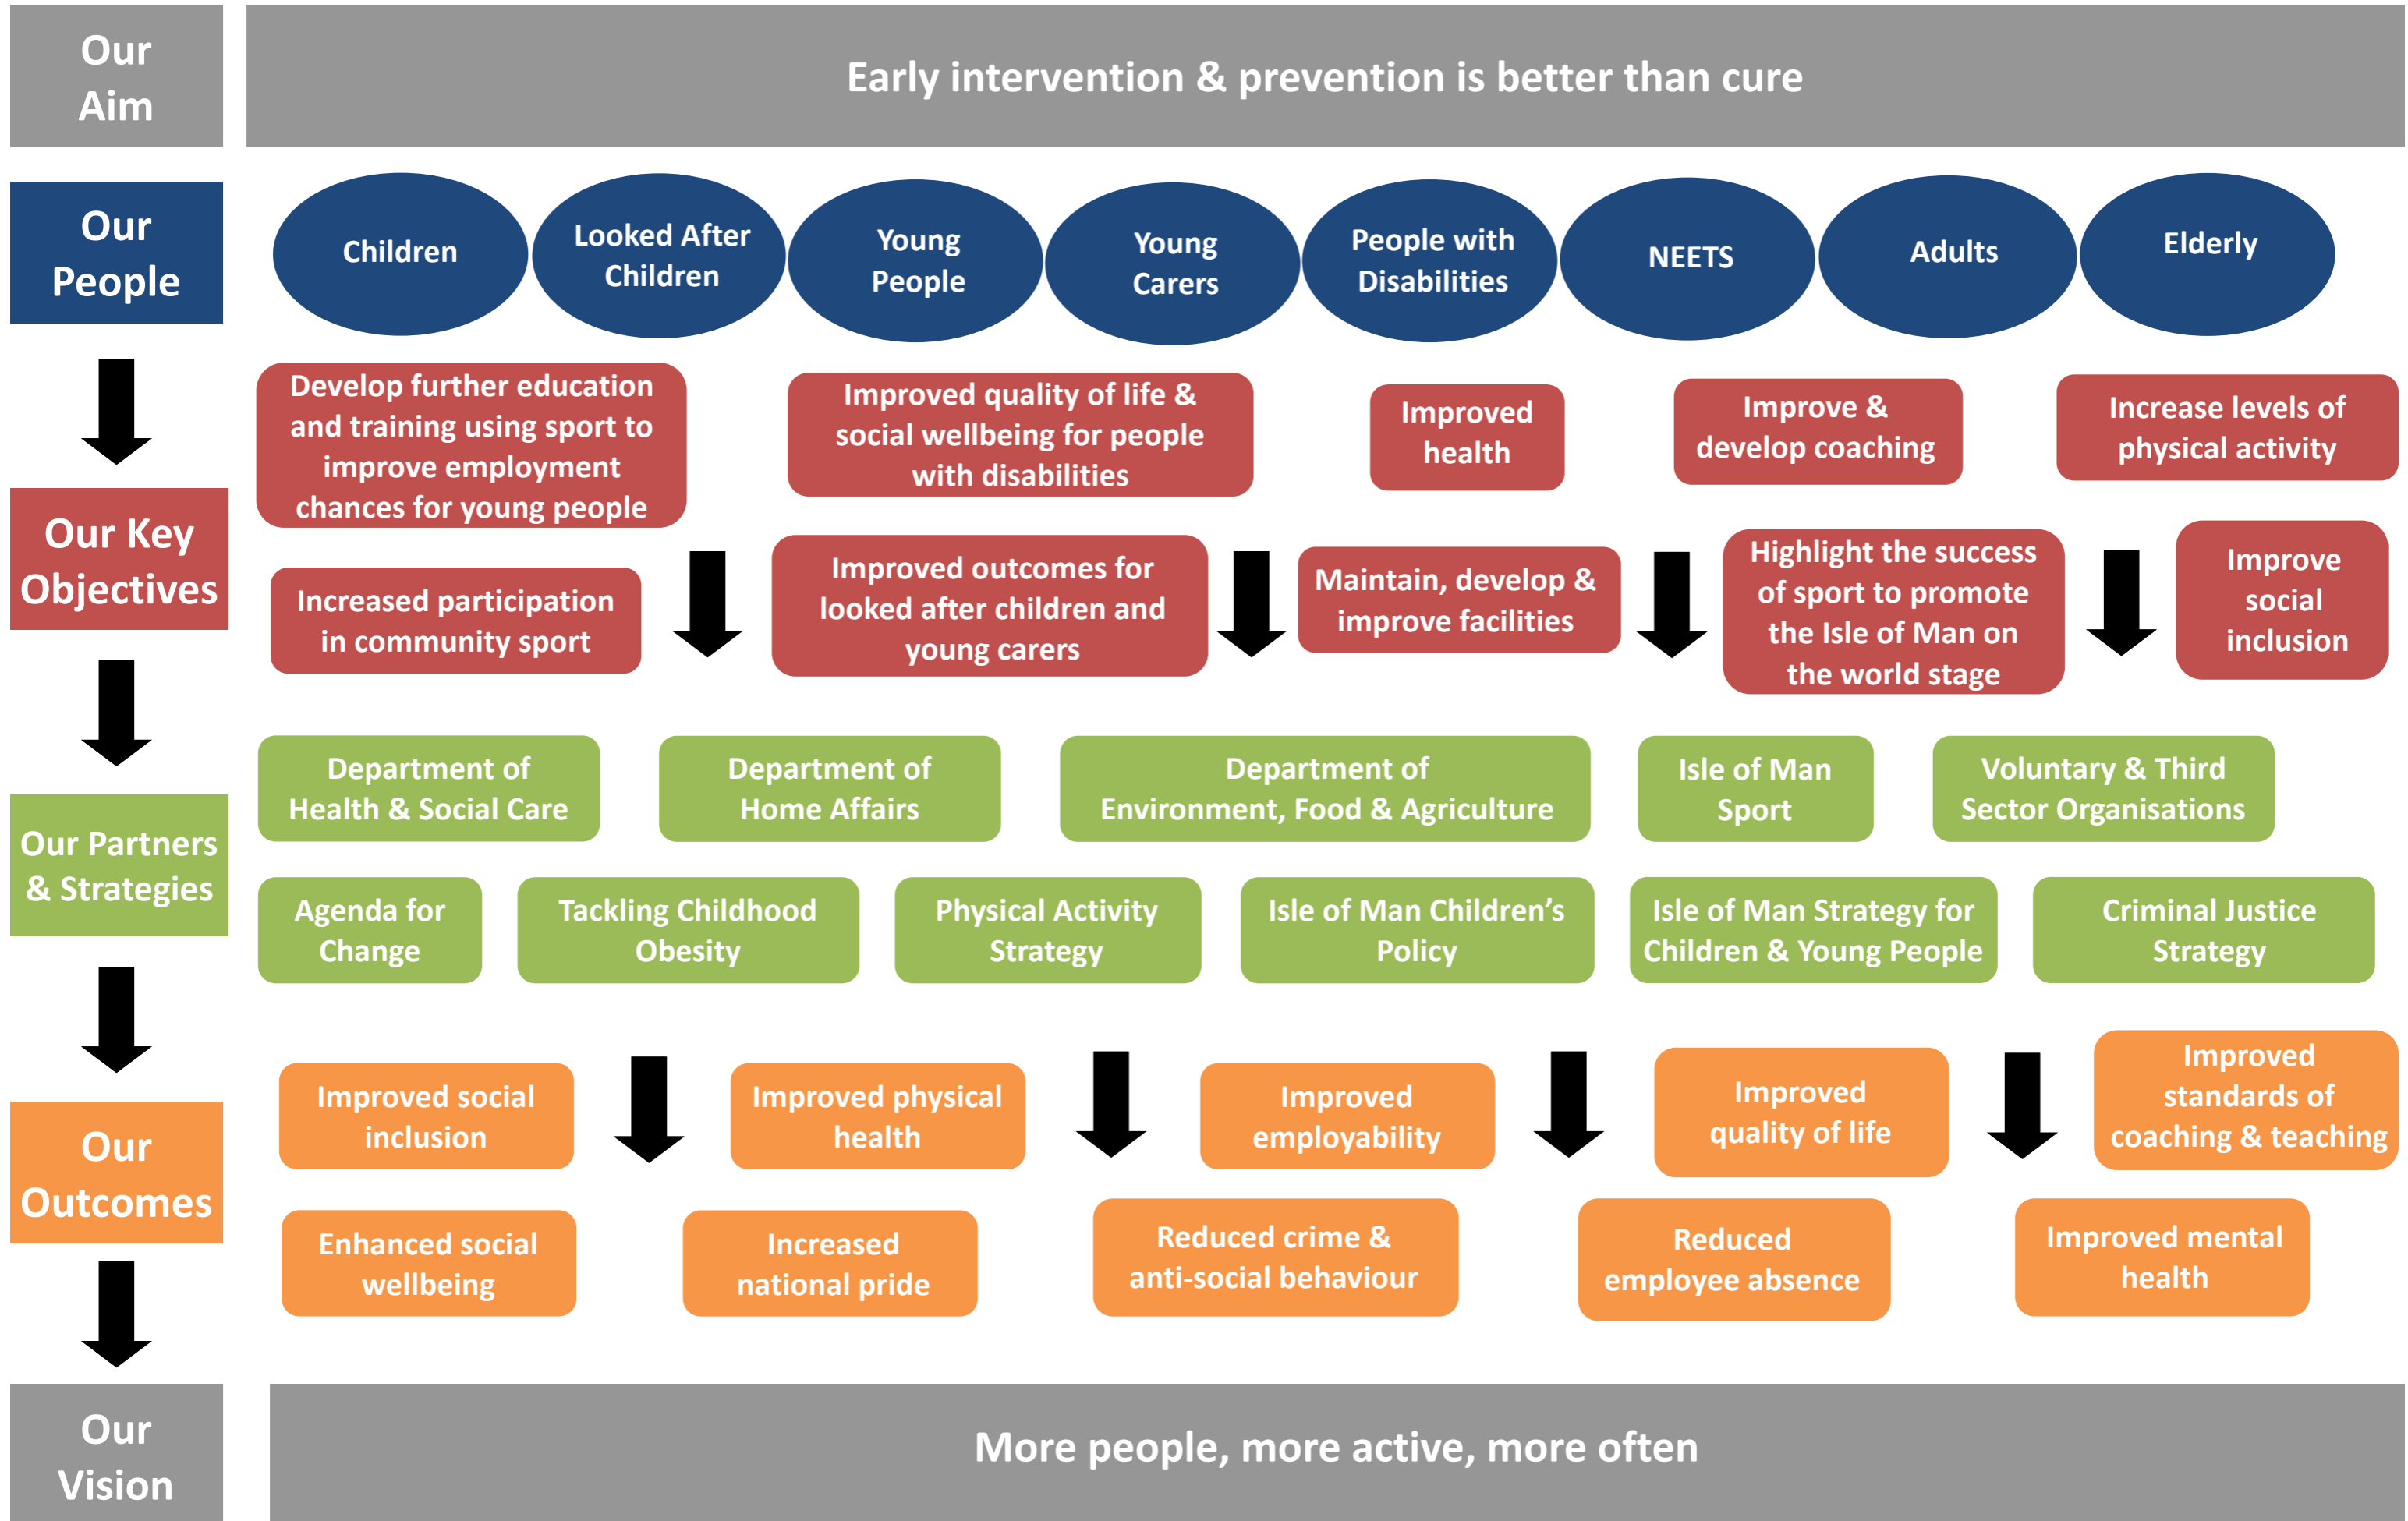 Our
Aim
Early intervention & prevention is better than cure
Our
People
Children
Looked After
Children
Young
People
Young
Carers
People with
Disabilities
NEETS
Adults
Elderly
Our Key
Objectives
Develop further education
and training using sport to
improve employment
chances for young people
Improved quality of life &
social wellbeing for people
with disabilities
Improved
health
Improve &
develop coaching
Increase levels of
physical activity
Increased participation
in community sport
Improved outcomes for
looked after children and
young carers
Maintain, develop &
improve facilities
Highlight the success
of sport to promote
the Isle of Man on
the world stage
Improve
social
inclusion
Our Partners
& Strategies
Department of
Health & Social Care
Department of
Home Affairs
Department of
Environment, Food & Agriculture
Isle of Man
Sport
Voluntary & Third
Sector Organisations
Agenda for
Change
Tackling Childhood
Obesity
Physical Activity
Strategy
Isle of Man Children’s
Policy
Isle of Man Strategy for
Children & Young People
Criminal Justice
Strategy
Our
Outcomes
Improved social
inclusion
Improved physical
health
Improved
employability
Improved
quality of life
Improved
standards of
coaching & teaching
Enhanced social
wellbeing
Increased
national pride
Reduced crime &
anti-social behaviour
Reduced
employee absence
Improved mental
health
Our
Vision
More people, more active, more often